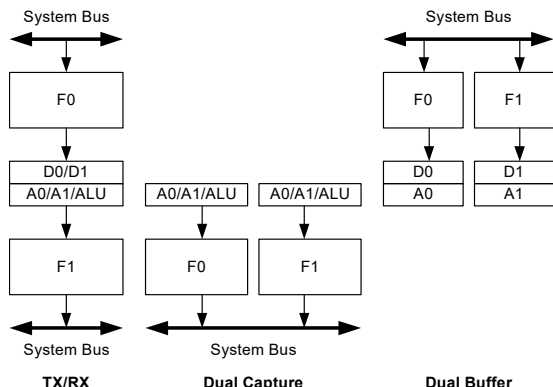 System Bus
F0
D0/D1
A0/A1/ALU
F1
System Bus
TX/RX
A0/A1/ALU
A0/A1/ALU
F0
F1
System Bus
Dual Capture
System Bus
F0
F1
D0
D1
A0
A1
Dual Buffer